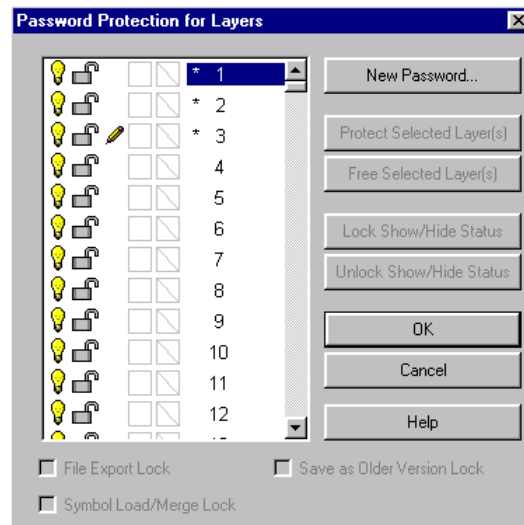 Password Protection for Layers
* 1
* 2
* 3
4
5
6
7
8
9
10
11
12
New Password...
Protect Selected Layer(s)
Free Selected Layer(s)
Lock Show/Hide Status
Unlock Show/Hide Status
OK
Cancel
Help
File Export Lock
Save as Older Version Lock
Symbol Load/Merge Lock